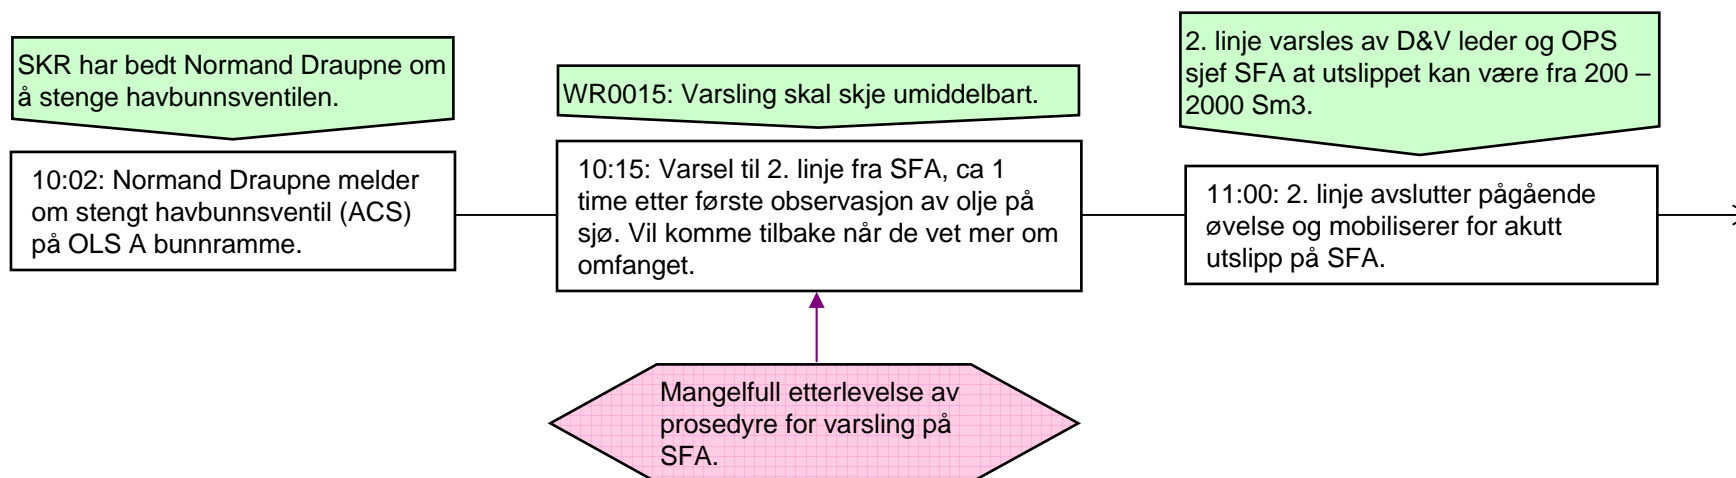 SKR har bedt Normand Draupne om
å stenge havbunnsventilen.
10:02: Normand Draupne melder
om stengt havbunnsventil (ACS)
på OLS A bunnramme.
WR0015: Varsling skal skje umiddelbart.
10:15: Varsel til 2. linje fra SFA, ca 1
time etter første observasjon av olje på
sjø. Vil komme tilbake når de vet mer om
omfanget.
Mangelfull etterlevelse av
prosedyre for varsling på
SFA.
2. linje varsles av D&V leder og OPS
sjef SFA at utslippet kan være fra 200 –
2000 Sm3.
11:00: 2. linje avslutter pågående
øvelse og mobiliserer for akutt
utslipp på SFA.